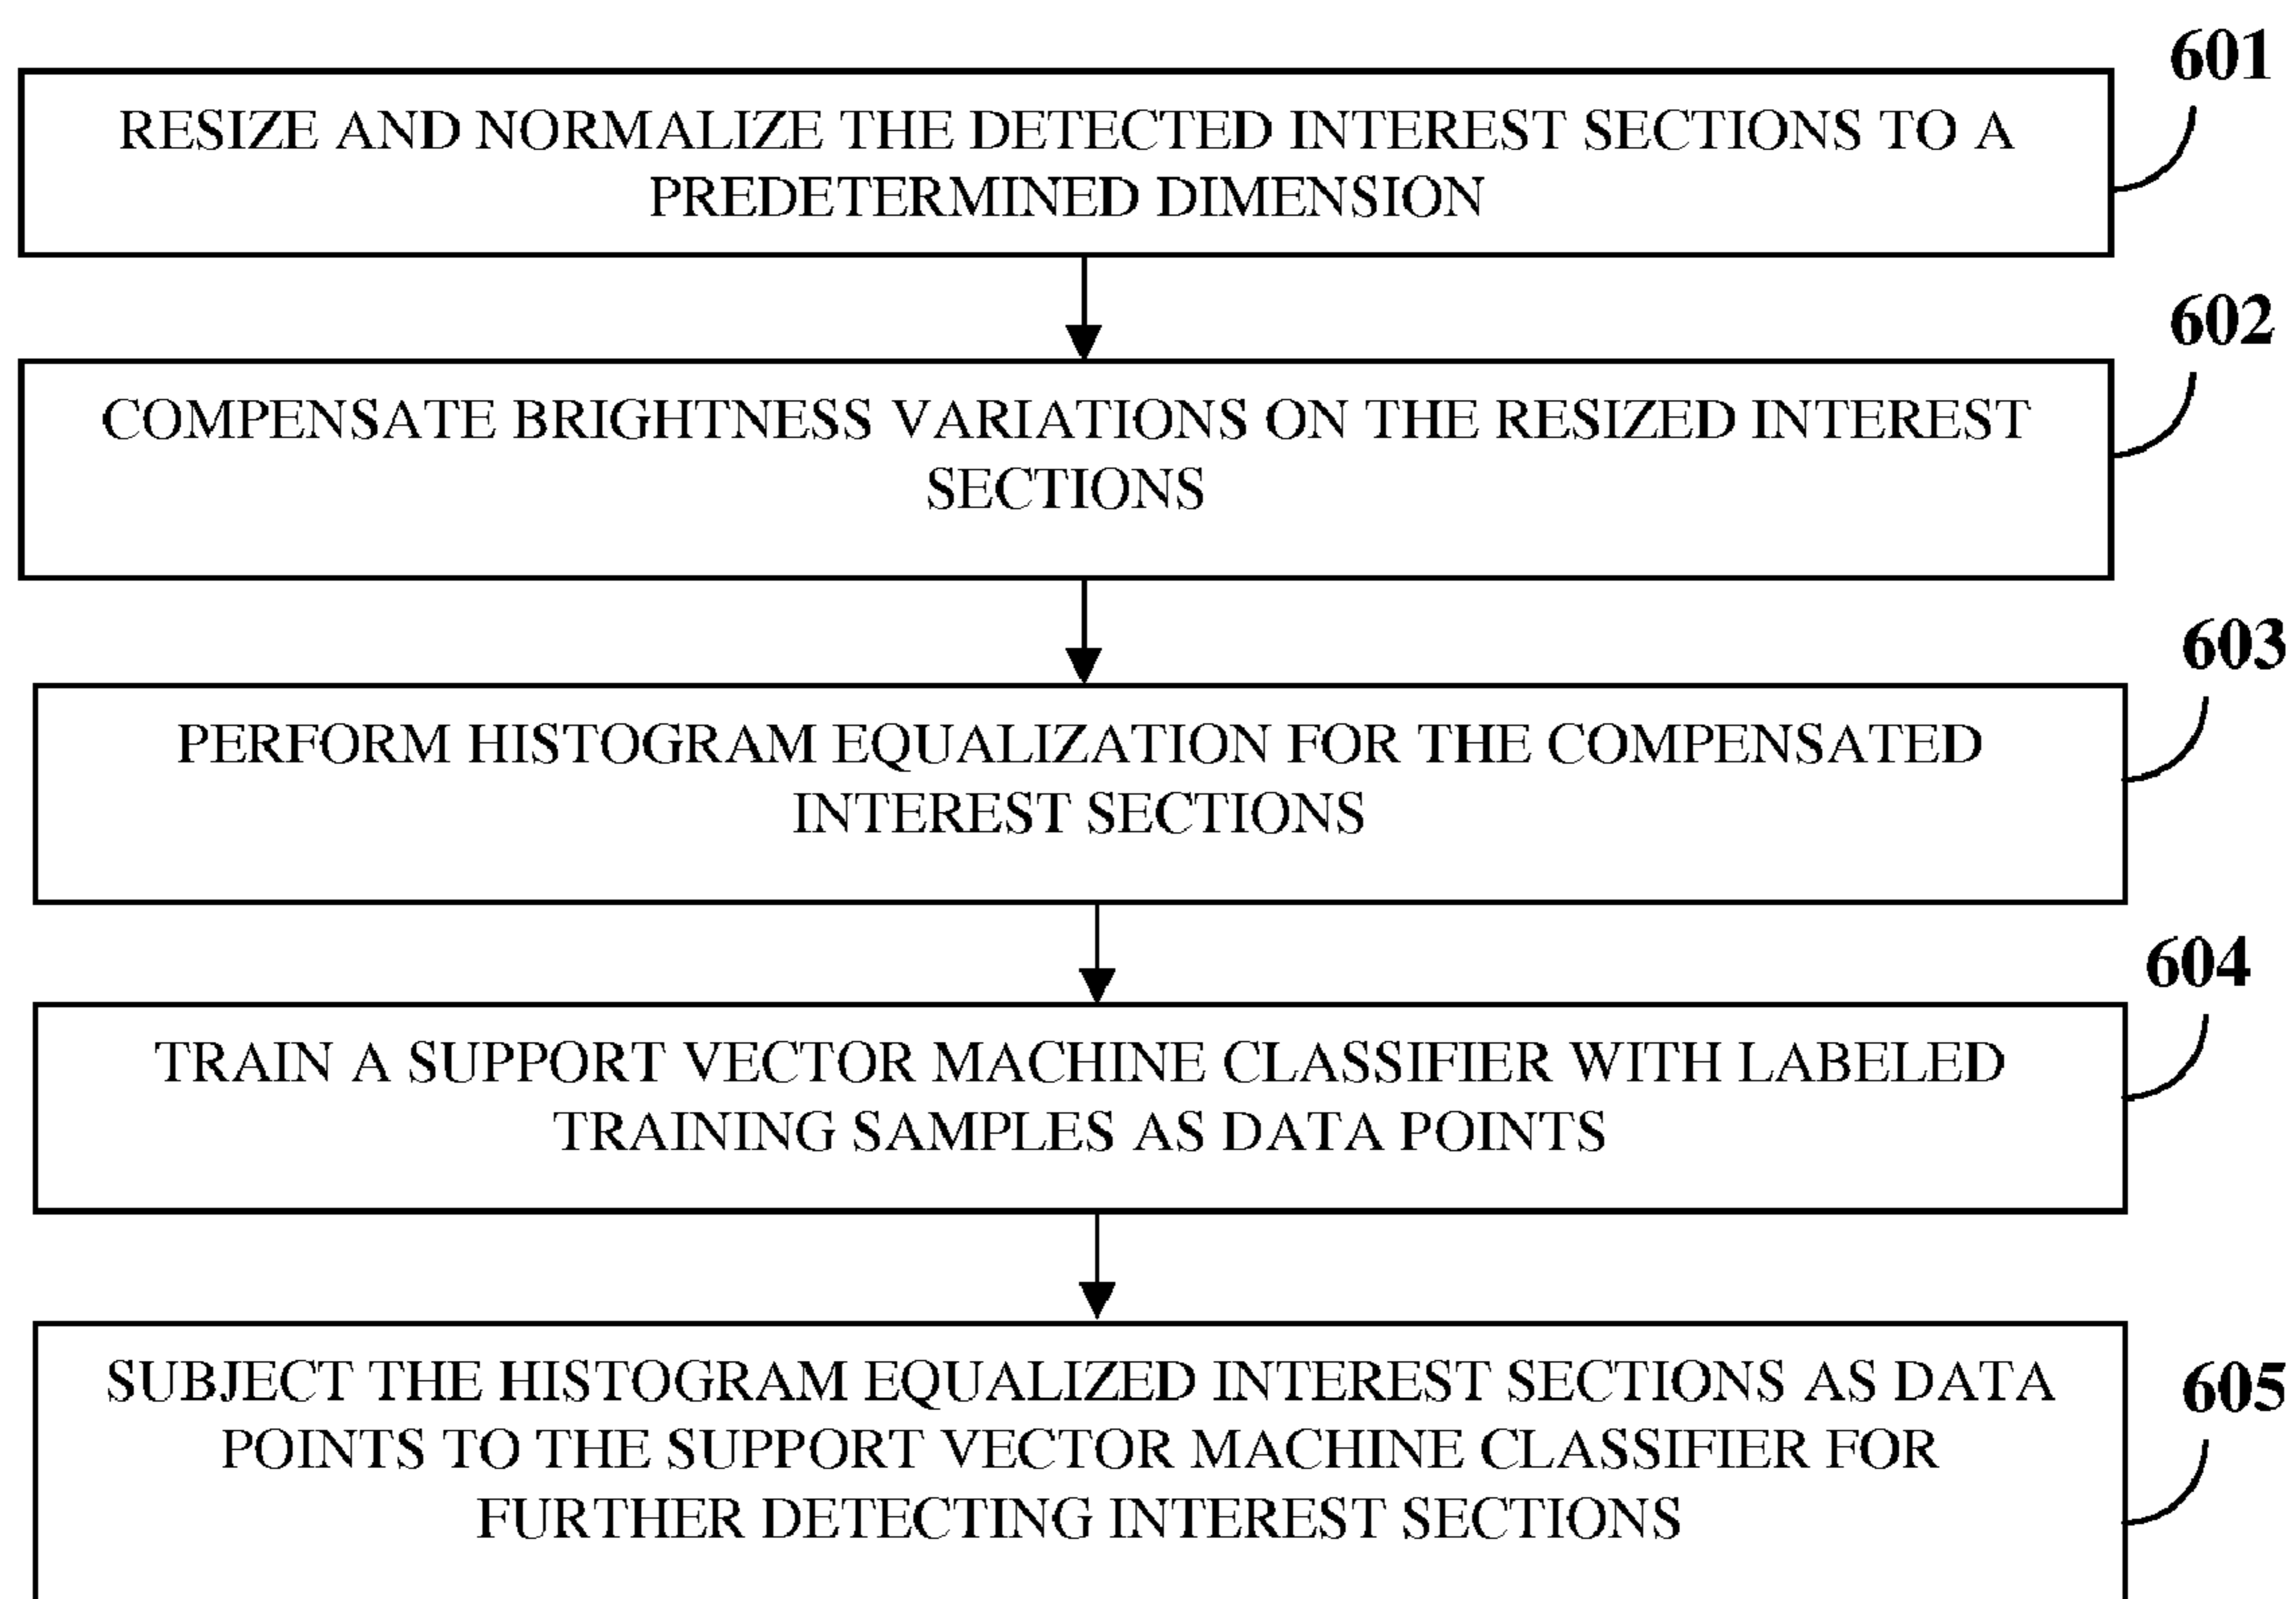 601
RESIZE AND NORMALIZE THE DETECTED INTEREST SECTIONS TO A
PREDETERMINED DIMENSION
602
COMPENSATE BRIGHTNESS VARIATIONS ON THE RESIZED INTEREST
SECTIONS
603
PERFORM HISTOGRAM EQUALIZATION FOR THE COMPENSATED
INTEREST SECTIONS
604
TRAIN A SUPPORT VECTOR MACHINE CLASSIFIER WITH LABELED
TRAINING SAMPLES AS DATA POINTS
605
SUBJECT THE HISTOGRAM EQUALIZED INTEREST SECTIONS AS DATA
POINTS TO THE SUPPORT VECTOR MACHINE CLASSIFIER FOR
FURTHER DETECTING INTEREST SECTIONS